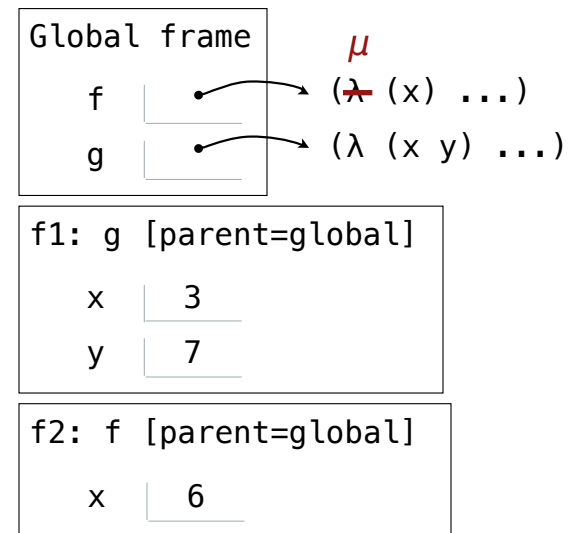 Global frame
μ
f (λ (x) ...)
g (λ (x y) ...)
f1: g [parent=global]
x 3
y 7
f2: f [parent=global]
x 6